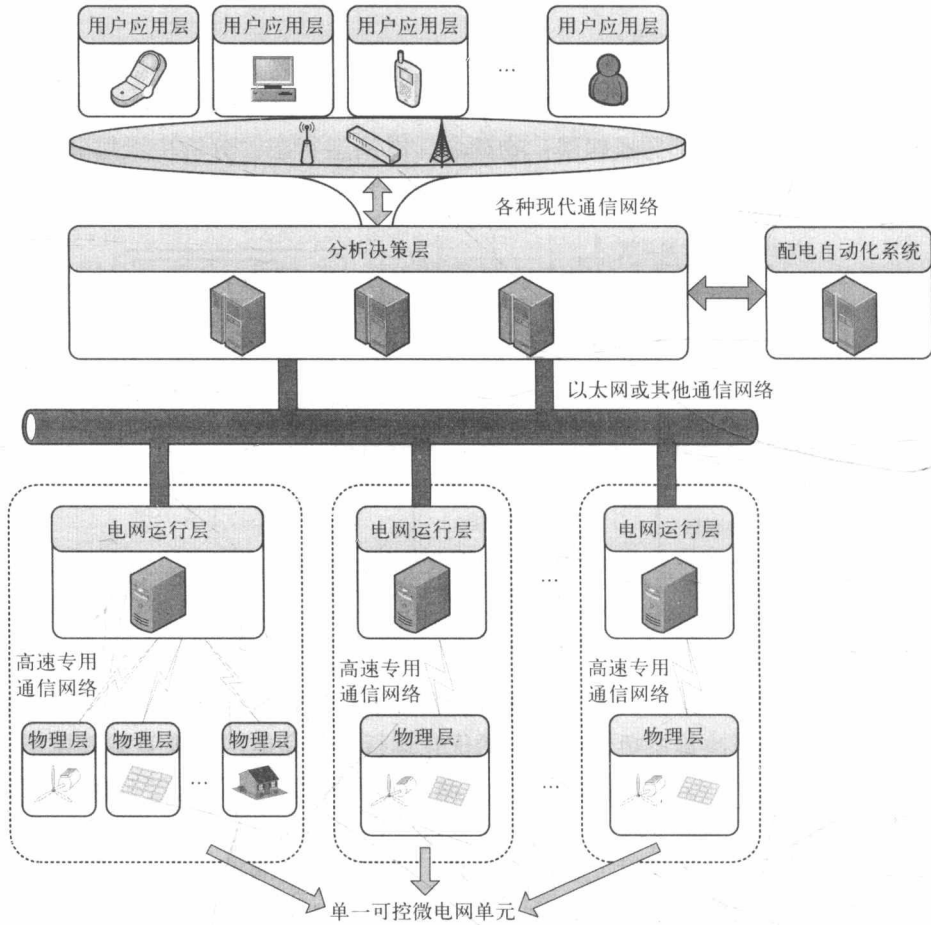 用户应用层
用户应用层
用户应用层
...
用户应用层
各种现代通信网络
分析决策层
配电自动化系统
以太网或其他通信网络
电网运行层
电网运行层
...
电网运行层
高速专用
通信网络
高速专用
通信网络
高速专用
通信网络
物理层
物理层
...
物理层
物理层
...
物理层
单一可控微电网单元